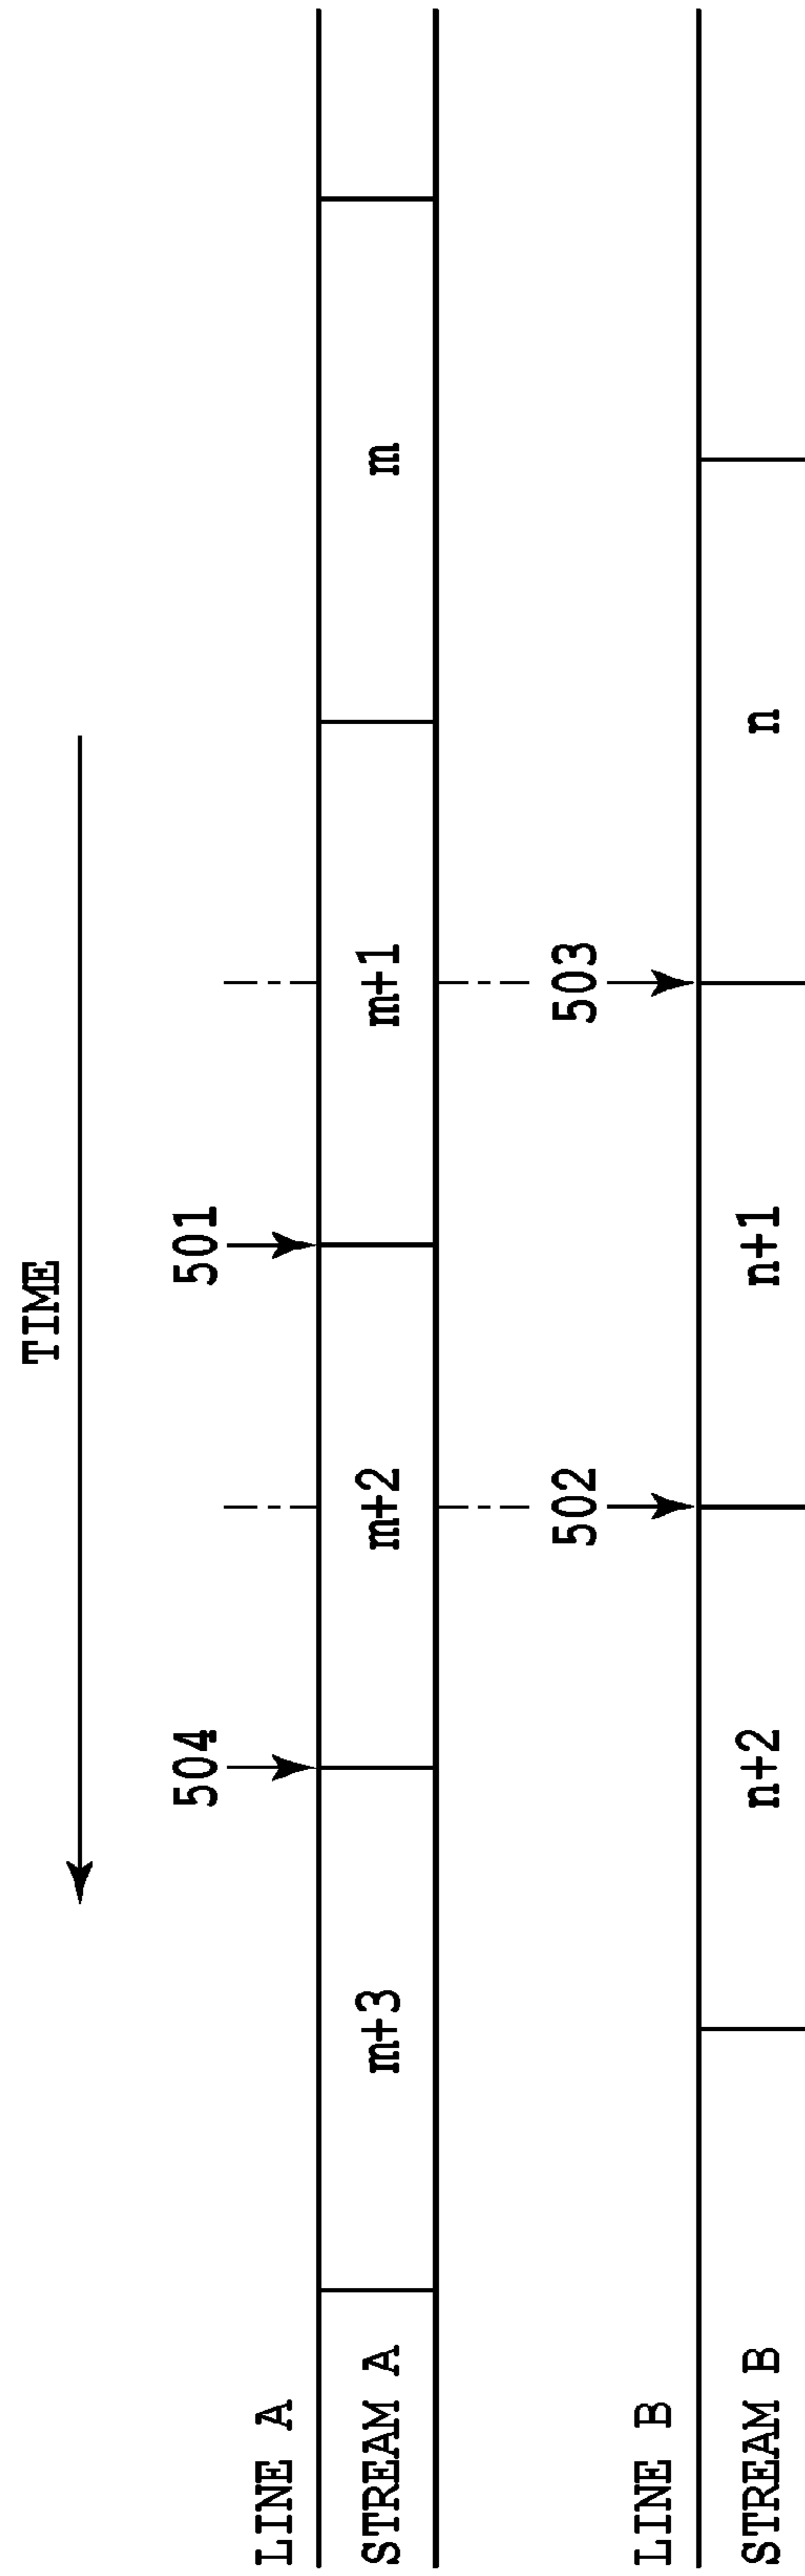 TIME
504
501
LINE A
STREAM A
m+3
m+2
m+1
m
502
503
LINE B
STREAM B
n+2
n+1
n